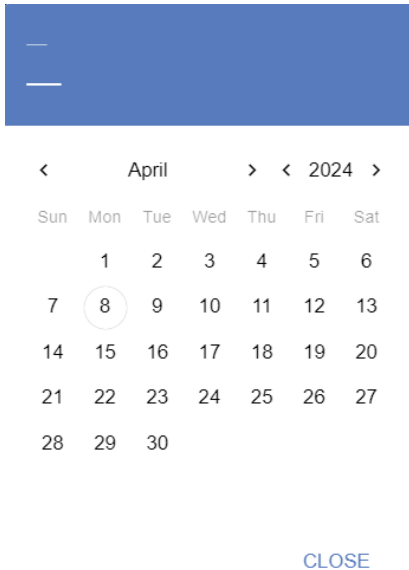 —
—
April 2024
Sun Mon Tue Wed Thu Fri Sat
1 2 3 4 5 6
7 8 9 10 11 12 13
14 15 16 17 18 19 20
21 22 23 24 25 26 27
28 29 30
CLOSE